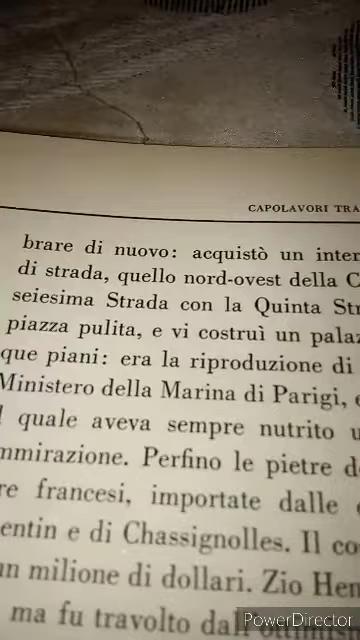 CAPOLAVORI TRA
brare di nuovo: acquistò un inter
di strada, quello nord-ovest della C
seiesima Strada con la Quinta Str
piazza pulita, e vi costruì un palaz
que piani: era la riproduzione di
Ministero della Marina di Parigi, e
l quale aveva sempre nutrito u
mmirazione. Perfino le pietre d
re francesi, importate dalle
entin e di Chassignolles. Il co
un milione di dollari. Zio Hen
ma fu travolto dall'
PowerDirector